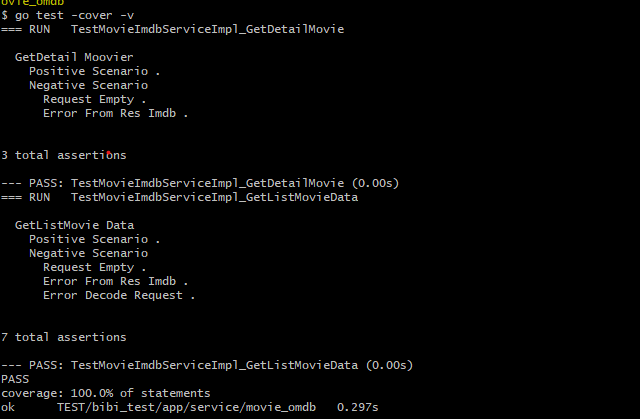 ovie_omdb
$ go test -cover -v
=== RUN   TestMovieImdbServiceImpl_GetDetailMovie
GetDetail Moovier
Positive Scenario .
Negative Scenario
Request Empty .
Error From Res Imdb .
3 total assertions
--- PASS: TestMovieImdbServiceImpl_GetDetailMovie (0.00s)
=== RUN   TestMovieImdbServiceImpl_GetListMovieData
GetListMovie Data
Positive Scenario .
Negative Scenario
Request Empty .
Error From Res Imdb .
Error Decode Request .
7 total assertions
--- PASS: TestMovieImdbServiceImpl_GetListMovieData (0.00s)
PASS
coverage: 100.0% of statements
ok      TEST/bibi_test/app/service/movie_omdb   0.297s